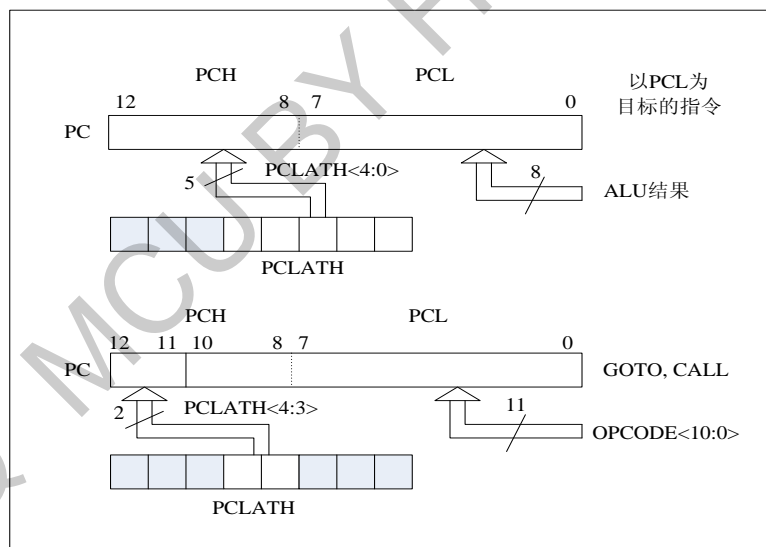 PCH
PCL
以PCL为
目标的指令
12
8
7
0
PC
5
PCLATH<4:0>
8
ALU结果
PCLATH
PCH
PCL
12
11
10
8
7
0
PC
GOTO, CALL
2
PCLATH<4:3>
11
OPCODE<10:0>
PCLATH
MCU BY